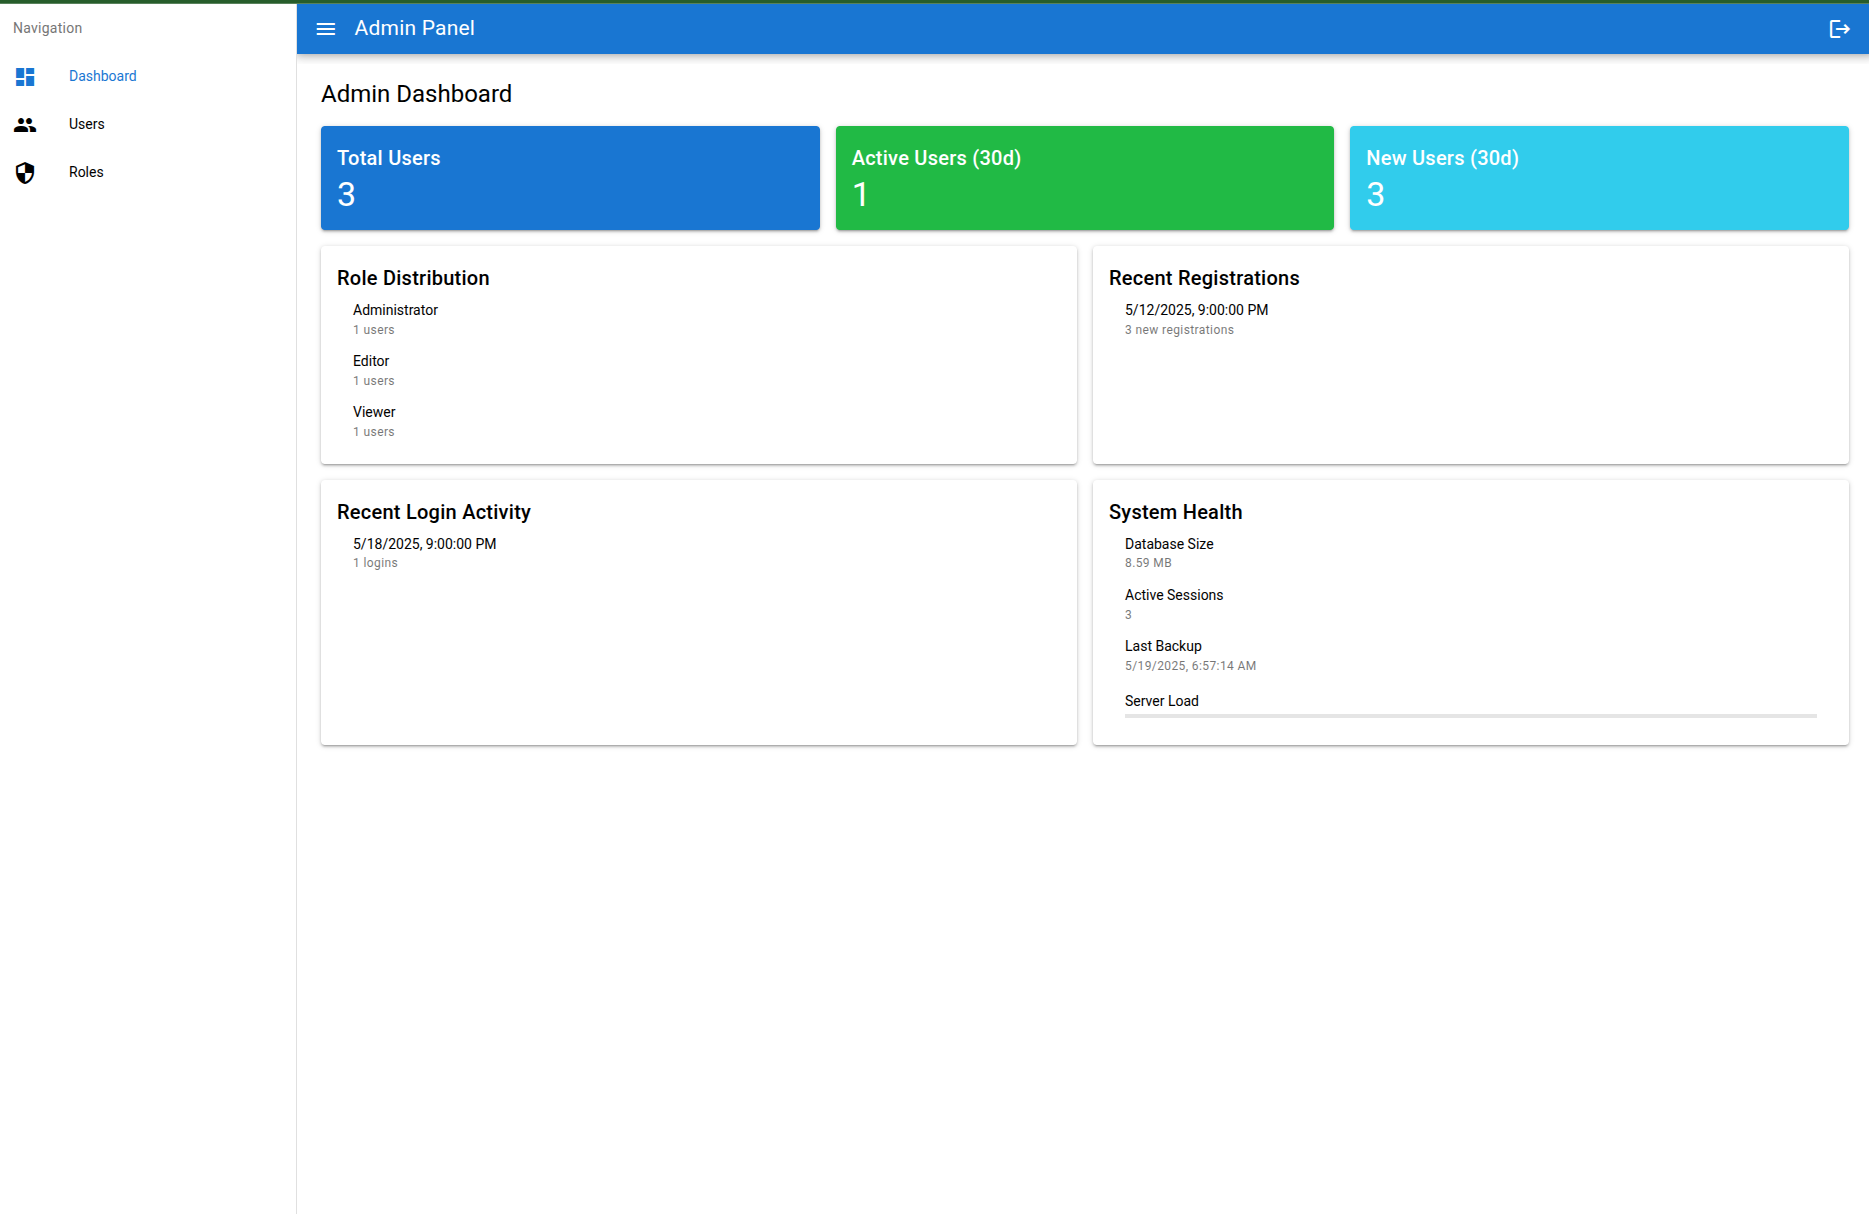 Navigation
Dashboard
Users
Roles
Admin Panel
Admin Dashboard
Total Users
3
Active Users (30d)
1
New Users (30d)
3
Role Distribution
Administrator
1 users
Editor
1 users
Viewer
1 users
Recent Registrations
5/12/2025, 9:00:00 PM
3 new registrations
Recent Login Activity
5/18/2025, 9:00:00 PM
1 logins
System Health
Database Size
8.59 MB
Active Sessions
3
Last Backup
5/19/2025, 6:57:14 AM
Server Load